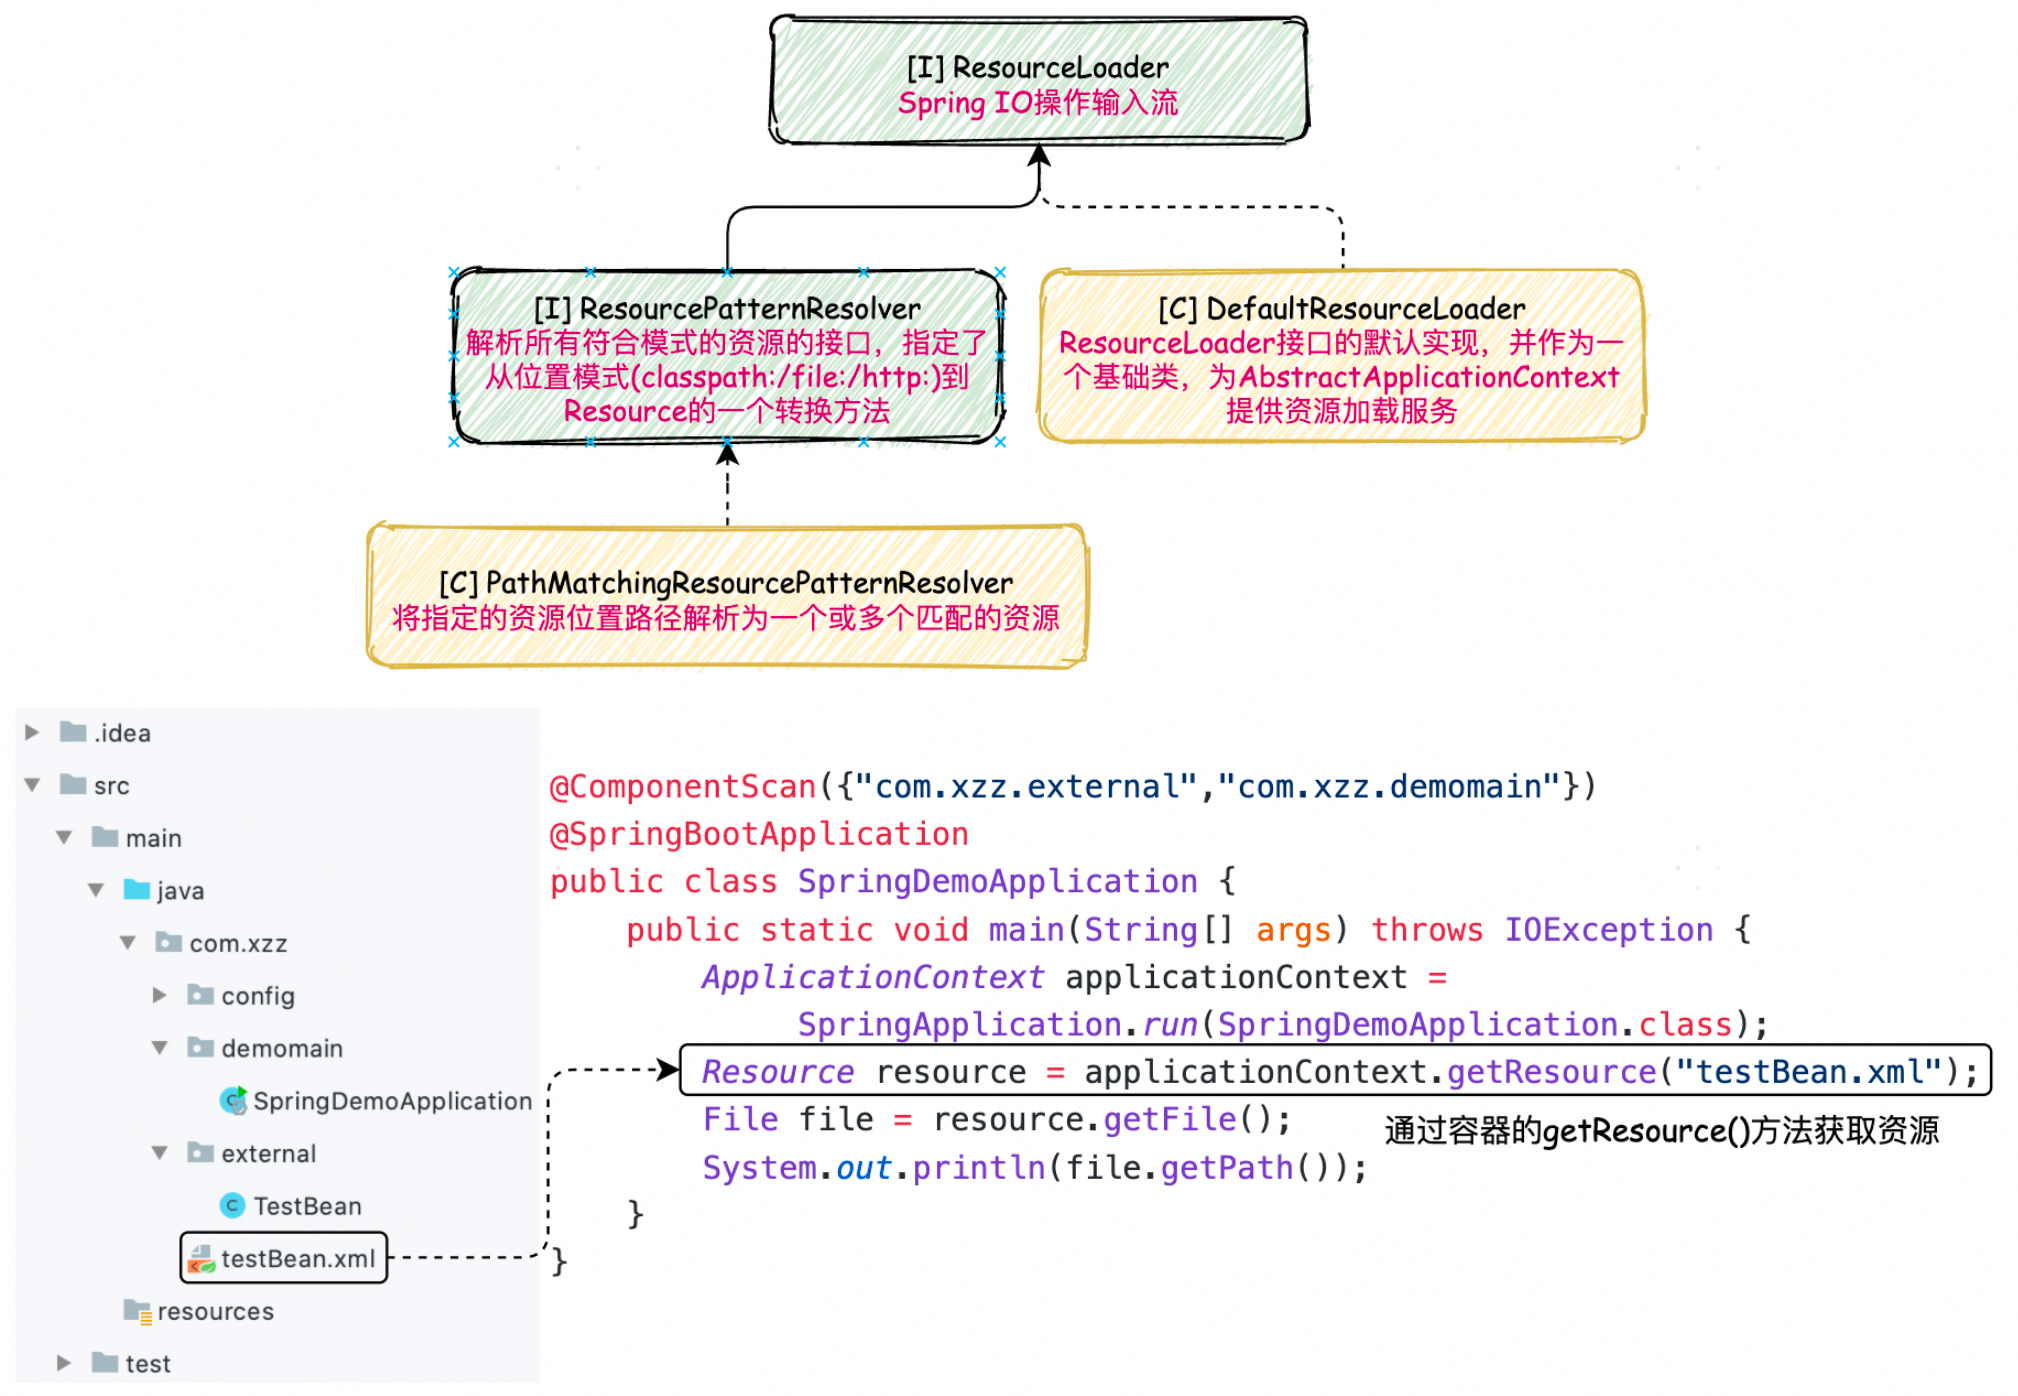 [I] ResourceLoader
Spring IO操作输入流
[I] ResourcePatternResolver
解析所有符合模式的资源的接口，指定了
从位置模式(classpath:/file:/http:)到
Resource的一个转换方法
[C] DefaultResourceLoader
ResourceLoader接口的默认实现，并作为一
个基础类，为AbstractApplicationContext
提供资源加载服务
[C] PathMatchingResourcePatternResolver
将指定的资源位置路径解析为一个或多个匹配的资源
.idea
src
main
java
com.xzz
config
demomain
SpringDemoApplication
external
TestBean
testBean.xml
resources
test
@ComponentScan({"com.xzz.external","com.xzz.demomain"})
@SpringBootApplication
public class SpringDemoApplication {
public static void main(String[] args) throws IOException {
ApplicationContext applicationContext =
SpringApplication.run(SpringDemoApplication.class);
Resource resource = applicationContext.getResource("testBean.xml");
File file = resource.getFile();
通过容器的getResource()方法获取资源
System.out.println(file.getPath());
}
}